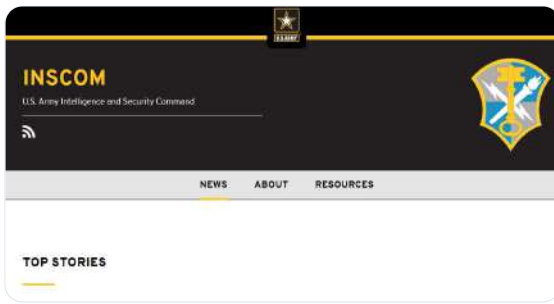 U.S. ARMY
INSCOM
U.S. Army Intelligence and Security Command
NEWS ABOUT RESOURCES
TOP STORIES